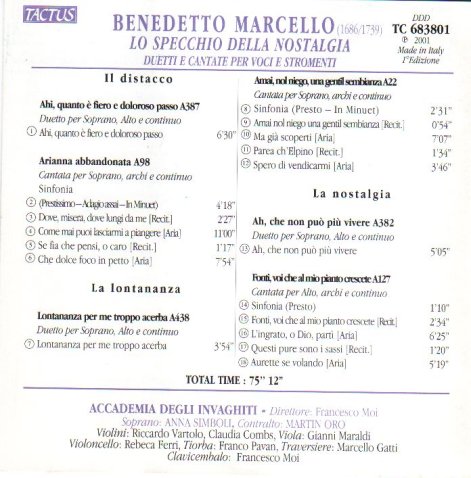 TACTUS
BENEDETTO MARCELLO (1686/1739)
LO SPECCHIO DELLA NOSTALGIA
DUETTI E CANTATE PER VOCI E STROMENTI
DDD
TC 683801
℗ 2001
Made in Italy
1ª Edizione
Il distacco
Ahi, quanto è fiero e doloroso passo A387
Duetto per Soprano, Alto e continuo
① Ahi, quanto è fiero e doloroso passo 6'30"
Arianna abbandonata A98
Cantata per Soprano, archi e continuo
Sinfonia
② (Prestissimo – Adagio assai – In Minuet) 4'18"
③ Dove, misera, dove lungi da me [Recit.] 2'27"
④ Come mai puoi lasciarmi a piangere [Aria] 11'00"
⑤ Se fia che pensi, o caro [Recit.] 1'17"
⑥ Che dolce foco in petto [Aria] 7'54"
La lontananza
Lontananza per me troppo acerba A438
Duetto per Soprano, Alto e continuo
⑦ Lontananza per me troppo acerba 3'54"
Amai, nol niego, una gentil sembianza A22
Cantata per Soprano, archi e continuo
⑧ Sinfonia (Presto – In Minuet) 2'31"
⑨ Amai nol niego una gentil sembianza [Recit.] 0'54"
⑩ Ma già scoperti [Aria] 7'07"
⑪ Parea ch'Elpino [Recit.] 1'34"
⑫ Spero di vendicarmi [Aria] 3'46"
La nostalgia
Ah, che non può più vivere A382
Duetto per Soprano, Alto e continuo
⑬ Ah, che non può più vivere 5'05"
Fonti, voi che al mio pianto crescete A127
Cantata per Alto, archi e continuo
⑭ Sinfonia (Presto) 1'10"
⑮ Fonti, voi che al mio pianto crescete [Recit.] 2'34"
⑯ L'ingrato, o Dio, partì [Aria] 6'25"
⑰ Questi pure sono i sassi [Recit.] 1'20"
⑱ Aurette se volando [Aria] 5'19"
TOTAL TIME : 75" 12"
ACCADEMIA DEGLI INVAGHITI - Direttore: Francesco Moi
Soprano: ANNA SIMBOLI, Contralto: MARTIN ORO
Violini: Riccardo Vartolo, Claudia Combs, Viola: Gianni Maraldi
Violoncello: Rebeca Ferri, Tiorba: Franco Pavan, Traversiere: Marcello Gatti
Clavicembalo: Francesco Moi